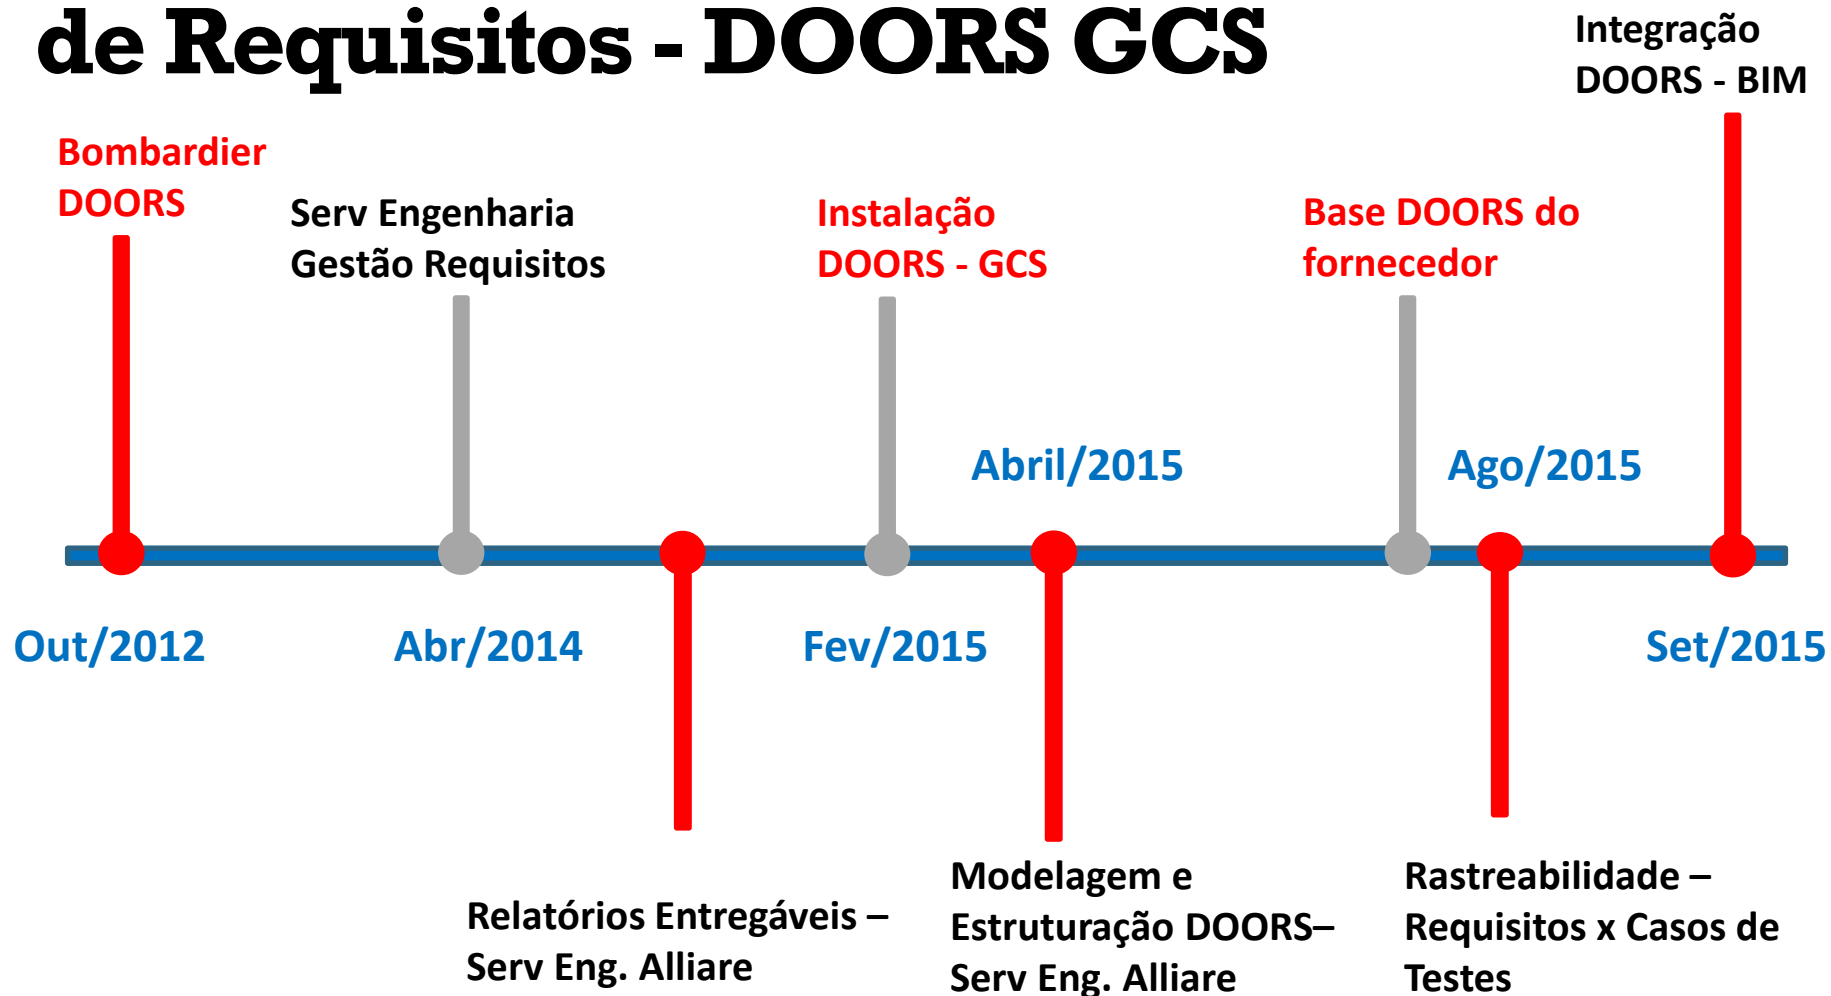 de Requisitos - DOORS GCS
Integração
DOORS - BIM
Bombardier
DOORS
Serv Engenharia
Gestão Requisitos
Instalação
DOORS - GCS
Base DOORS do
fornecedor
Abril/2015
Ago/2015
Out/2012
Abr/2014
Fev/2015
Set/2015
Relatórios Entregáveis –
Serv Eng. Alliare
Modelagem e
Estruturação DOORS–
Serv Eng. Alliare
Rastreabilidade –
Requisitos x Casos de
Testes